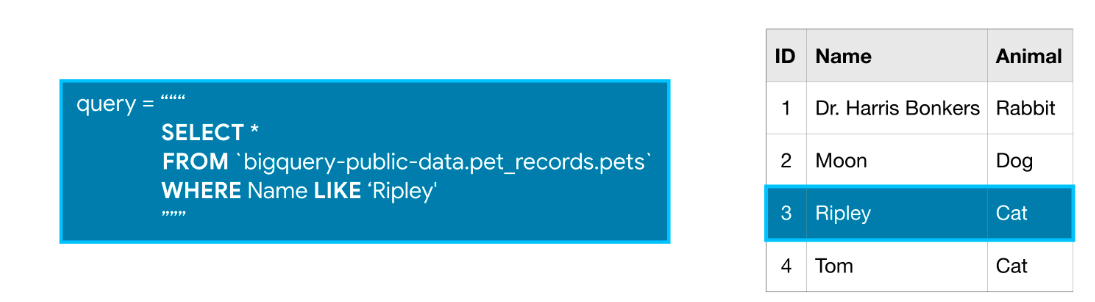 query = “““
SELECT *
FROM `bigquery-public-data.pet_records.pets`
WHERE Name LIKE ‘Ripley'
”””
ID Name Animal
1 Dr. Harris Bonkers Rabbit
2 Moon Dog
3 Ripley Cat
4 Tom Cat